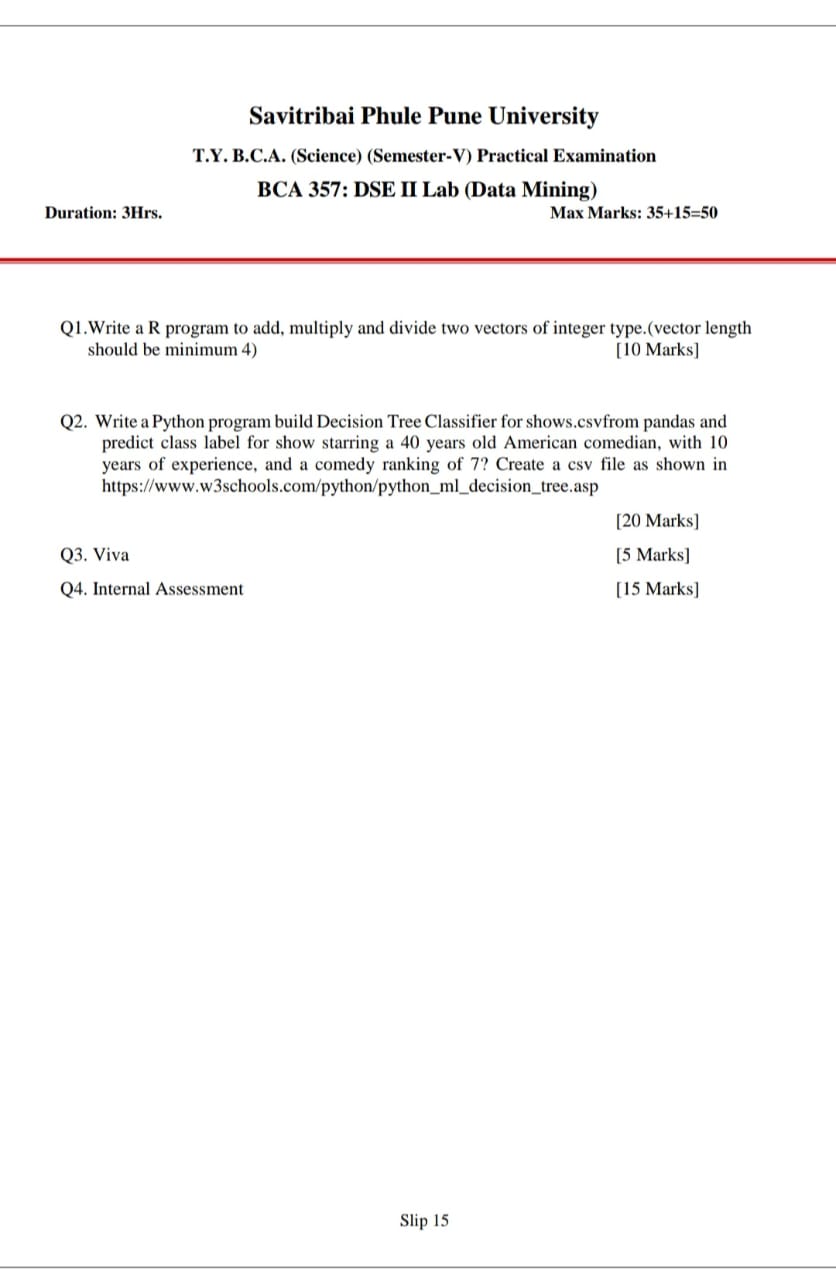 Savitribai Phule Pune University
T.Y. B.C.A. (Science) (Semester-V) Practical Examination
BCA 357: DSE II Lab (Data Mining)
Duration: 3Hrs. Max Marks: 35+15=50
Q1.Write a R program to add, multiply and divide two vectors of integer type.(vector length
should be minimum 4) [10 Marks]
Q2. Write a Python program build Decision Tree Classifier for shows.csvfrom pandas and
predict class label for show starring a 40 years old American comedian, with 10
years of experience, and a comedy ranking of 7? Create a csv file as shown in
https://www.w3schools.com/python/python_ml_decision_tree.asp
[20 Marks]
Q3. Viva [5 Marks]
Q4. Internal Assessment [15 Marks]
Slip 15